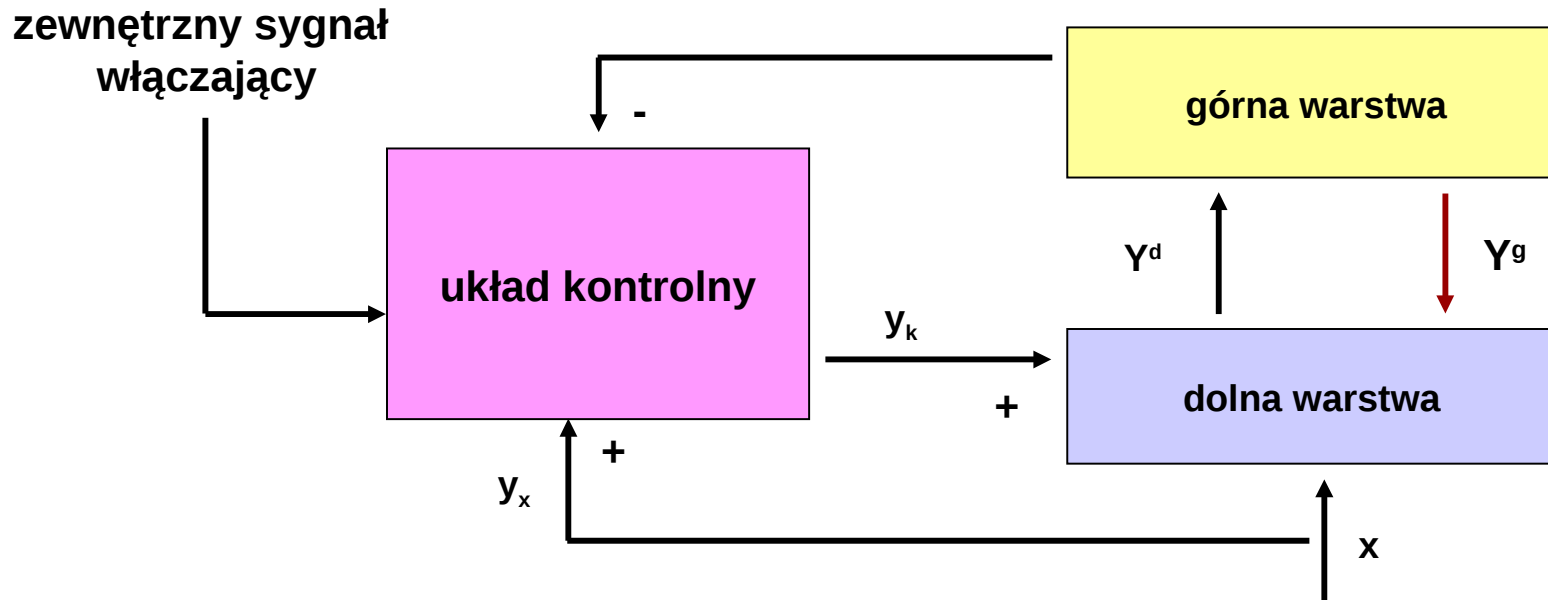 zewnętrzny sygnał
włączający
-
górna warstwa
układ kontrolny
Yᵈ
Yᵍ
yₖ
+
dolna warstwa
+
yₓ
x